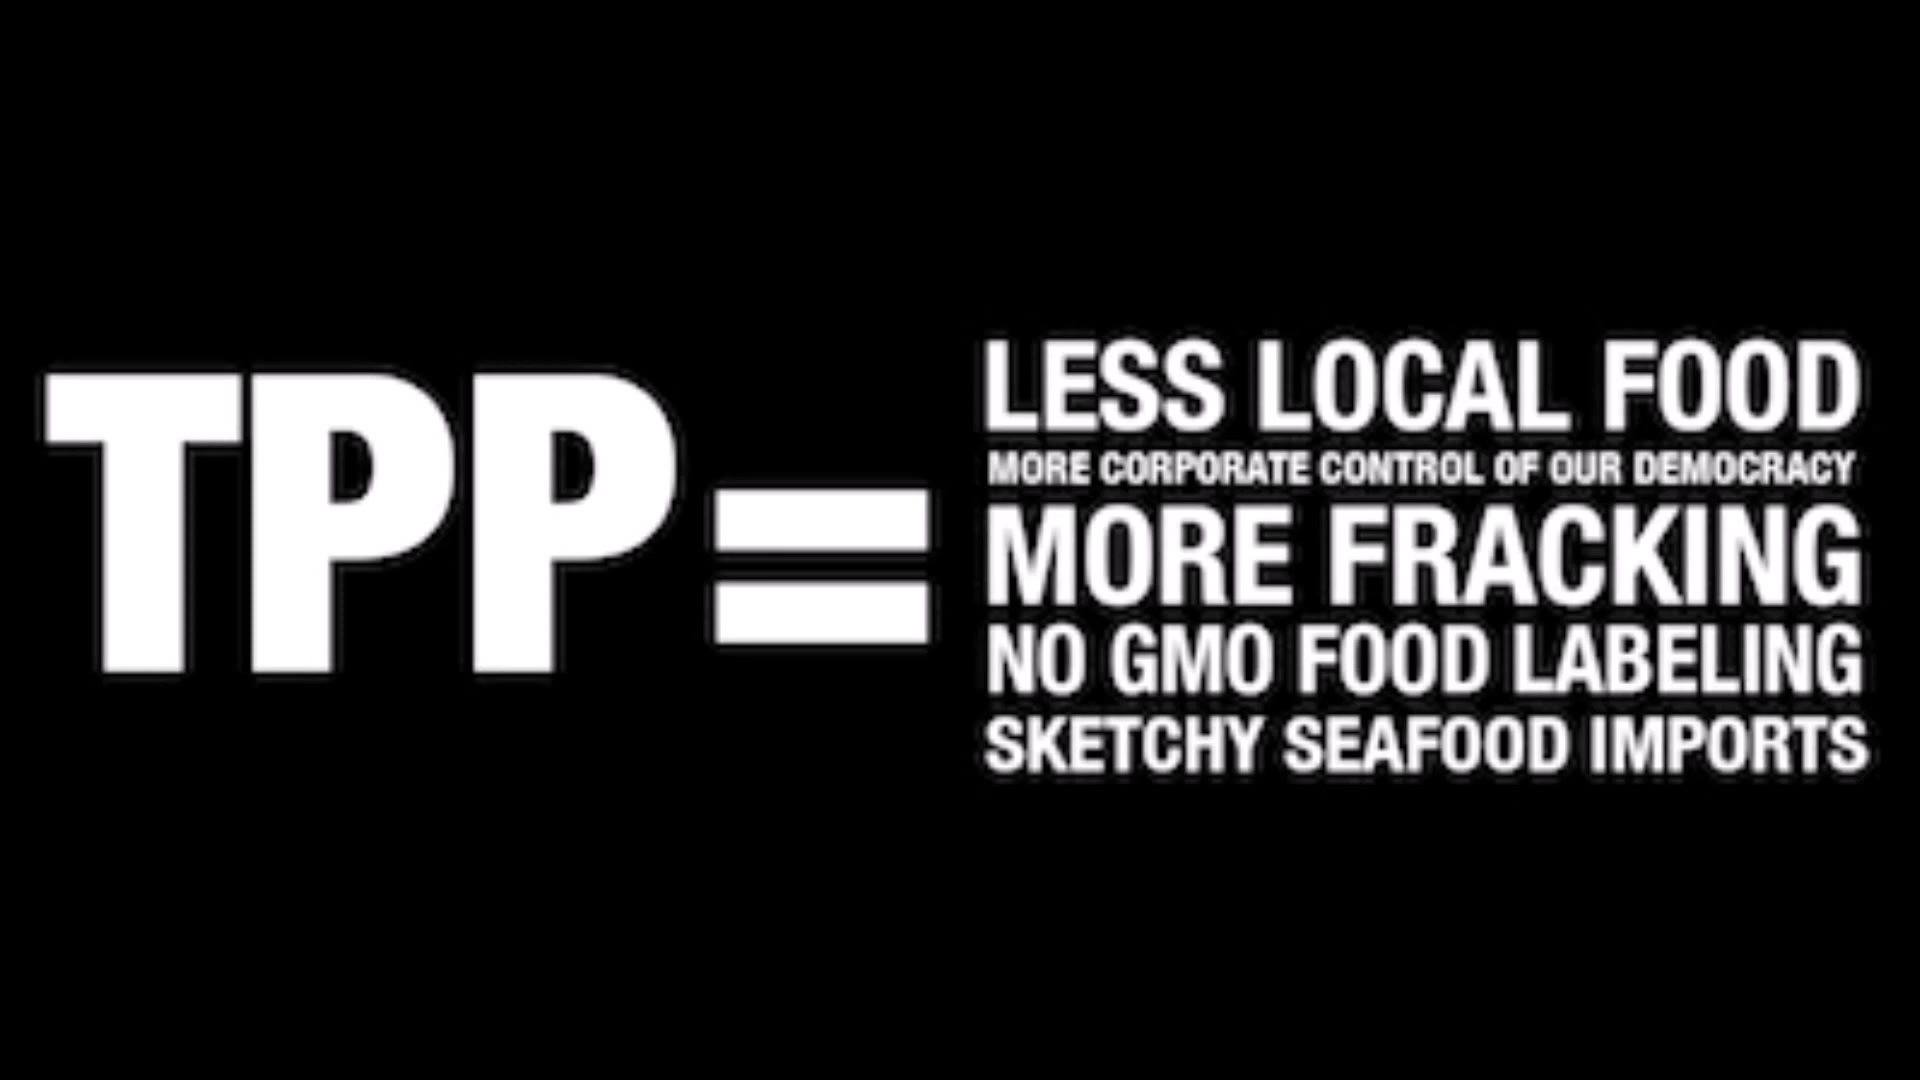 TPP=
LESS LOCAL FOOD
MORE CORPORATE CONTROL OF OUR DEMOCRACY
MORE FRACKING
NO GMO FOOD LABELING
SKETCHY SEAFOOD IMPORTS